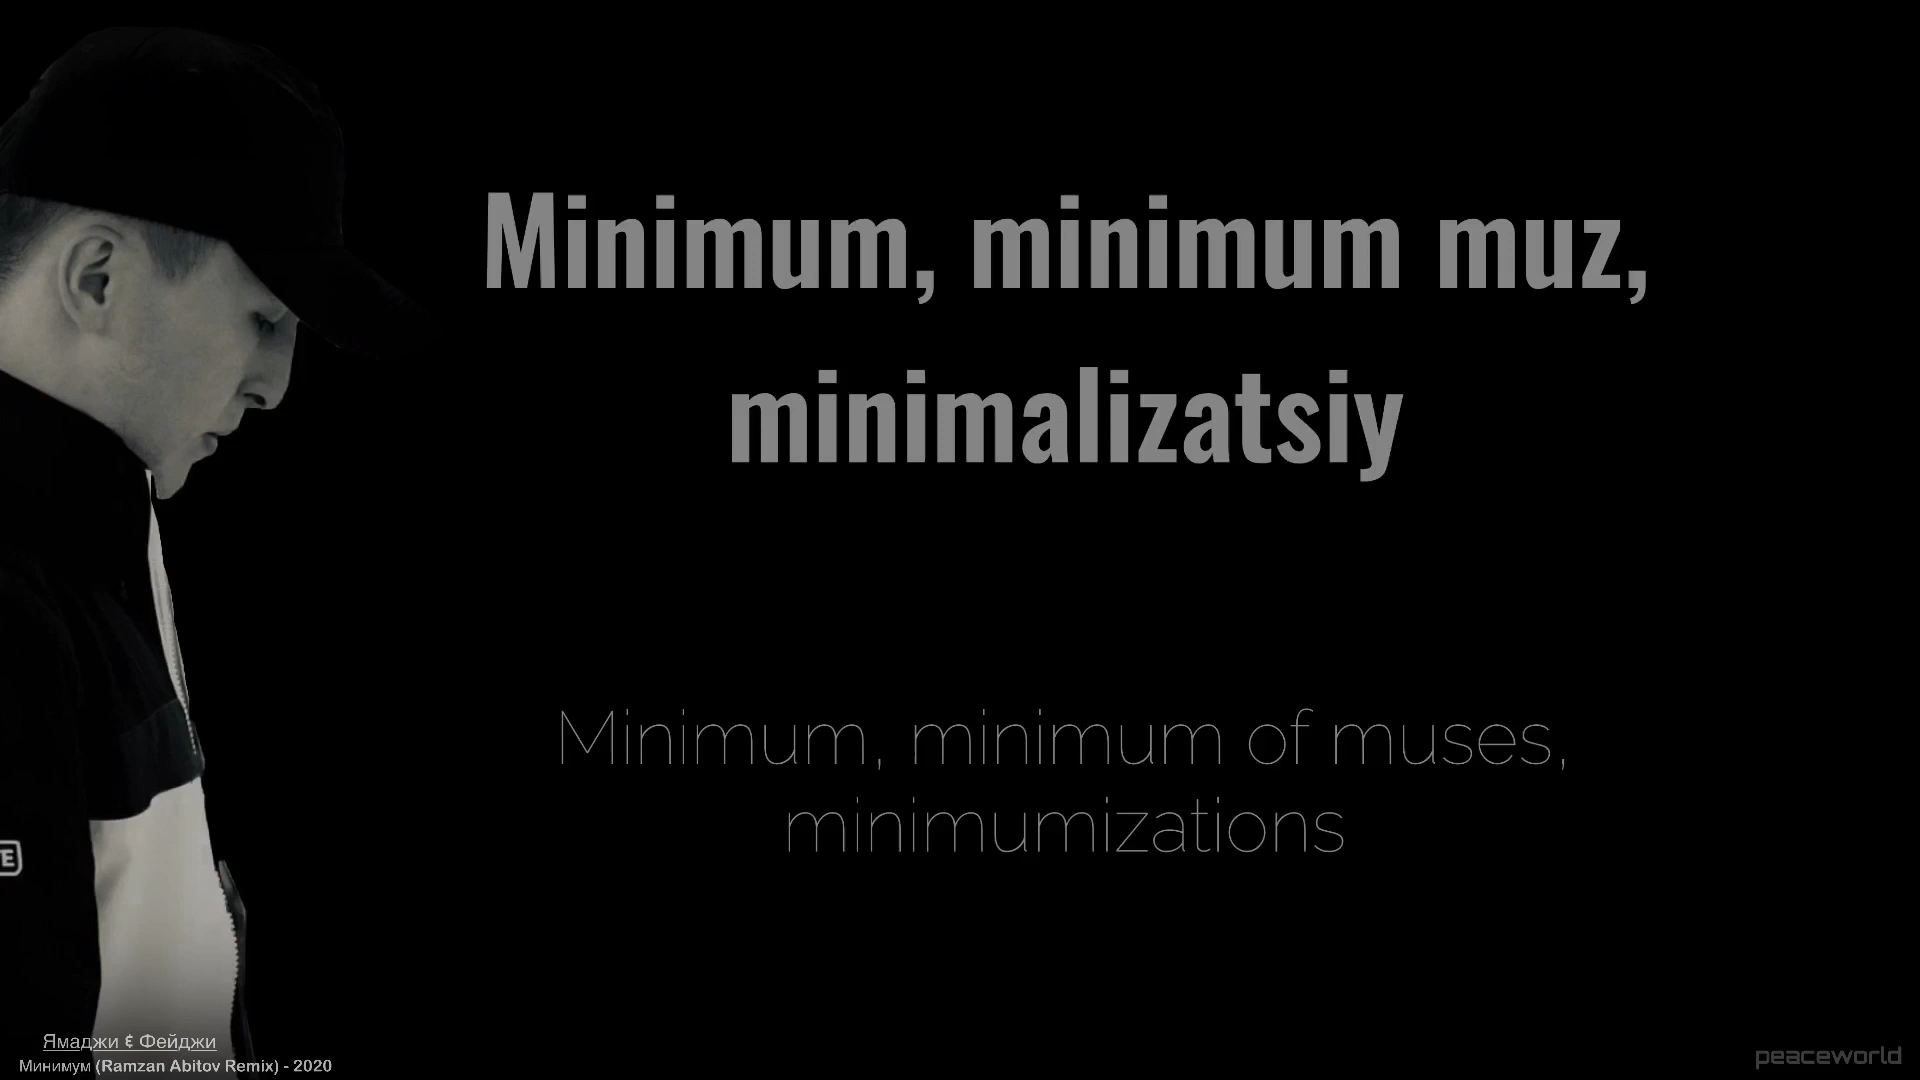 Minimum, minimum muz,
minimalizatsiy
Minimum, minimum of muses,
minimumizations
Ямаджи & Фейджи
Минимум (Ramzan Abitov Remix) - 2020
peaceworld